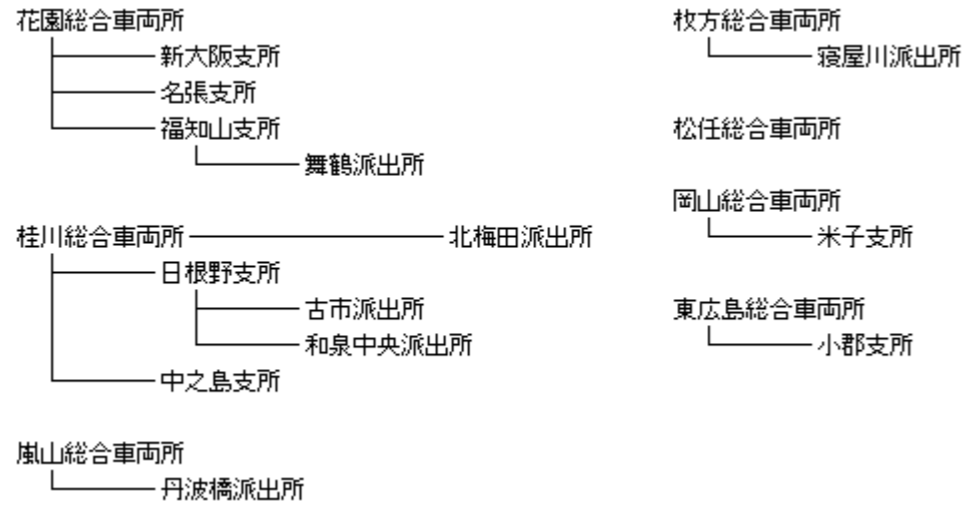 花園総合車両所
新大阪支所
名張支所
福知山支所
舞鶴派出所
桂川総合車両所
北梅田派出所
日根野支所
古市派出所
和泉中央派出所
中之島支所
嵐山総合車両所
丹波橋派出所
枚方総合車両所
寝屋川派出所
松任総合車両所
岡山総合車両所
米子支所
東広島総合車両所
小郡支所